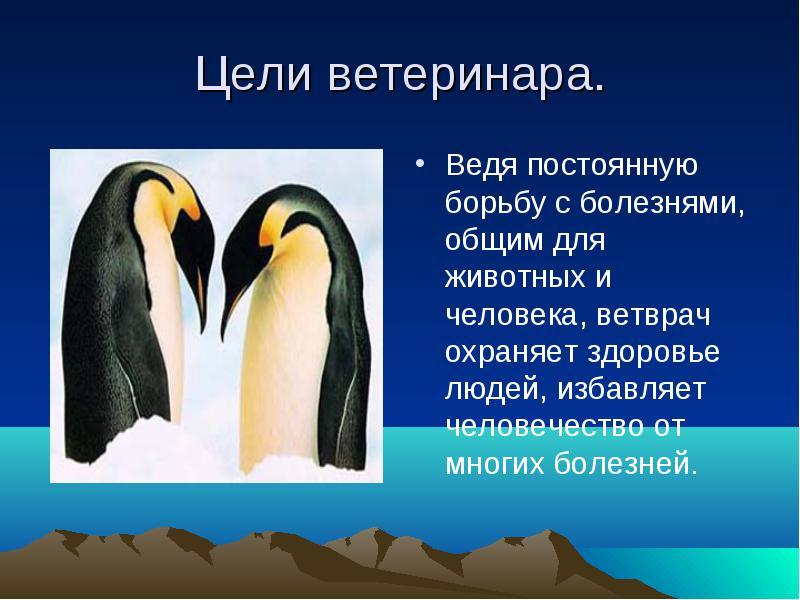 Цели ветеринара.
Ведя постоянную
борьбу с болезнями,
общим для
животных и
человека, ветврач
охраняет здоровье
людей, избавляет
человечество от
многих болезней.